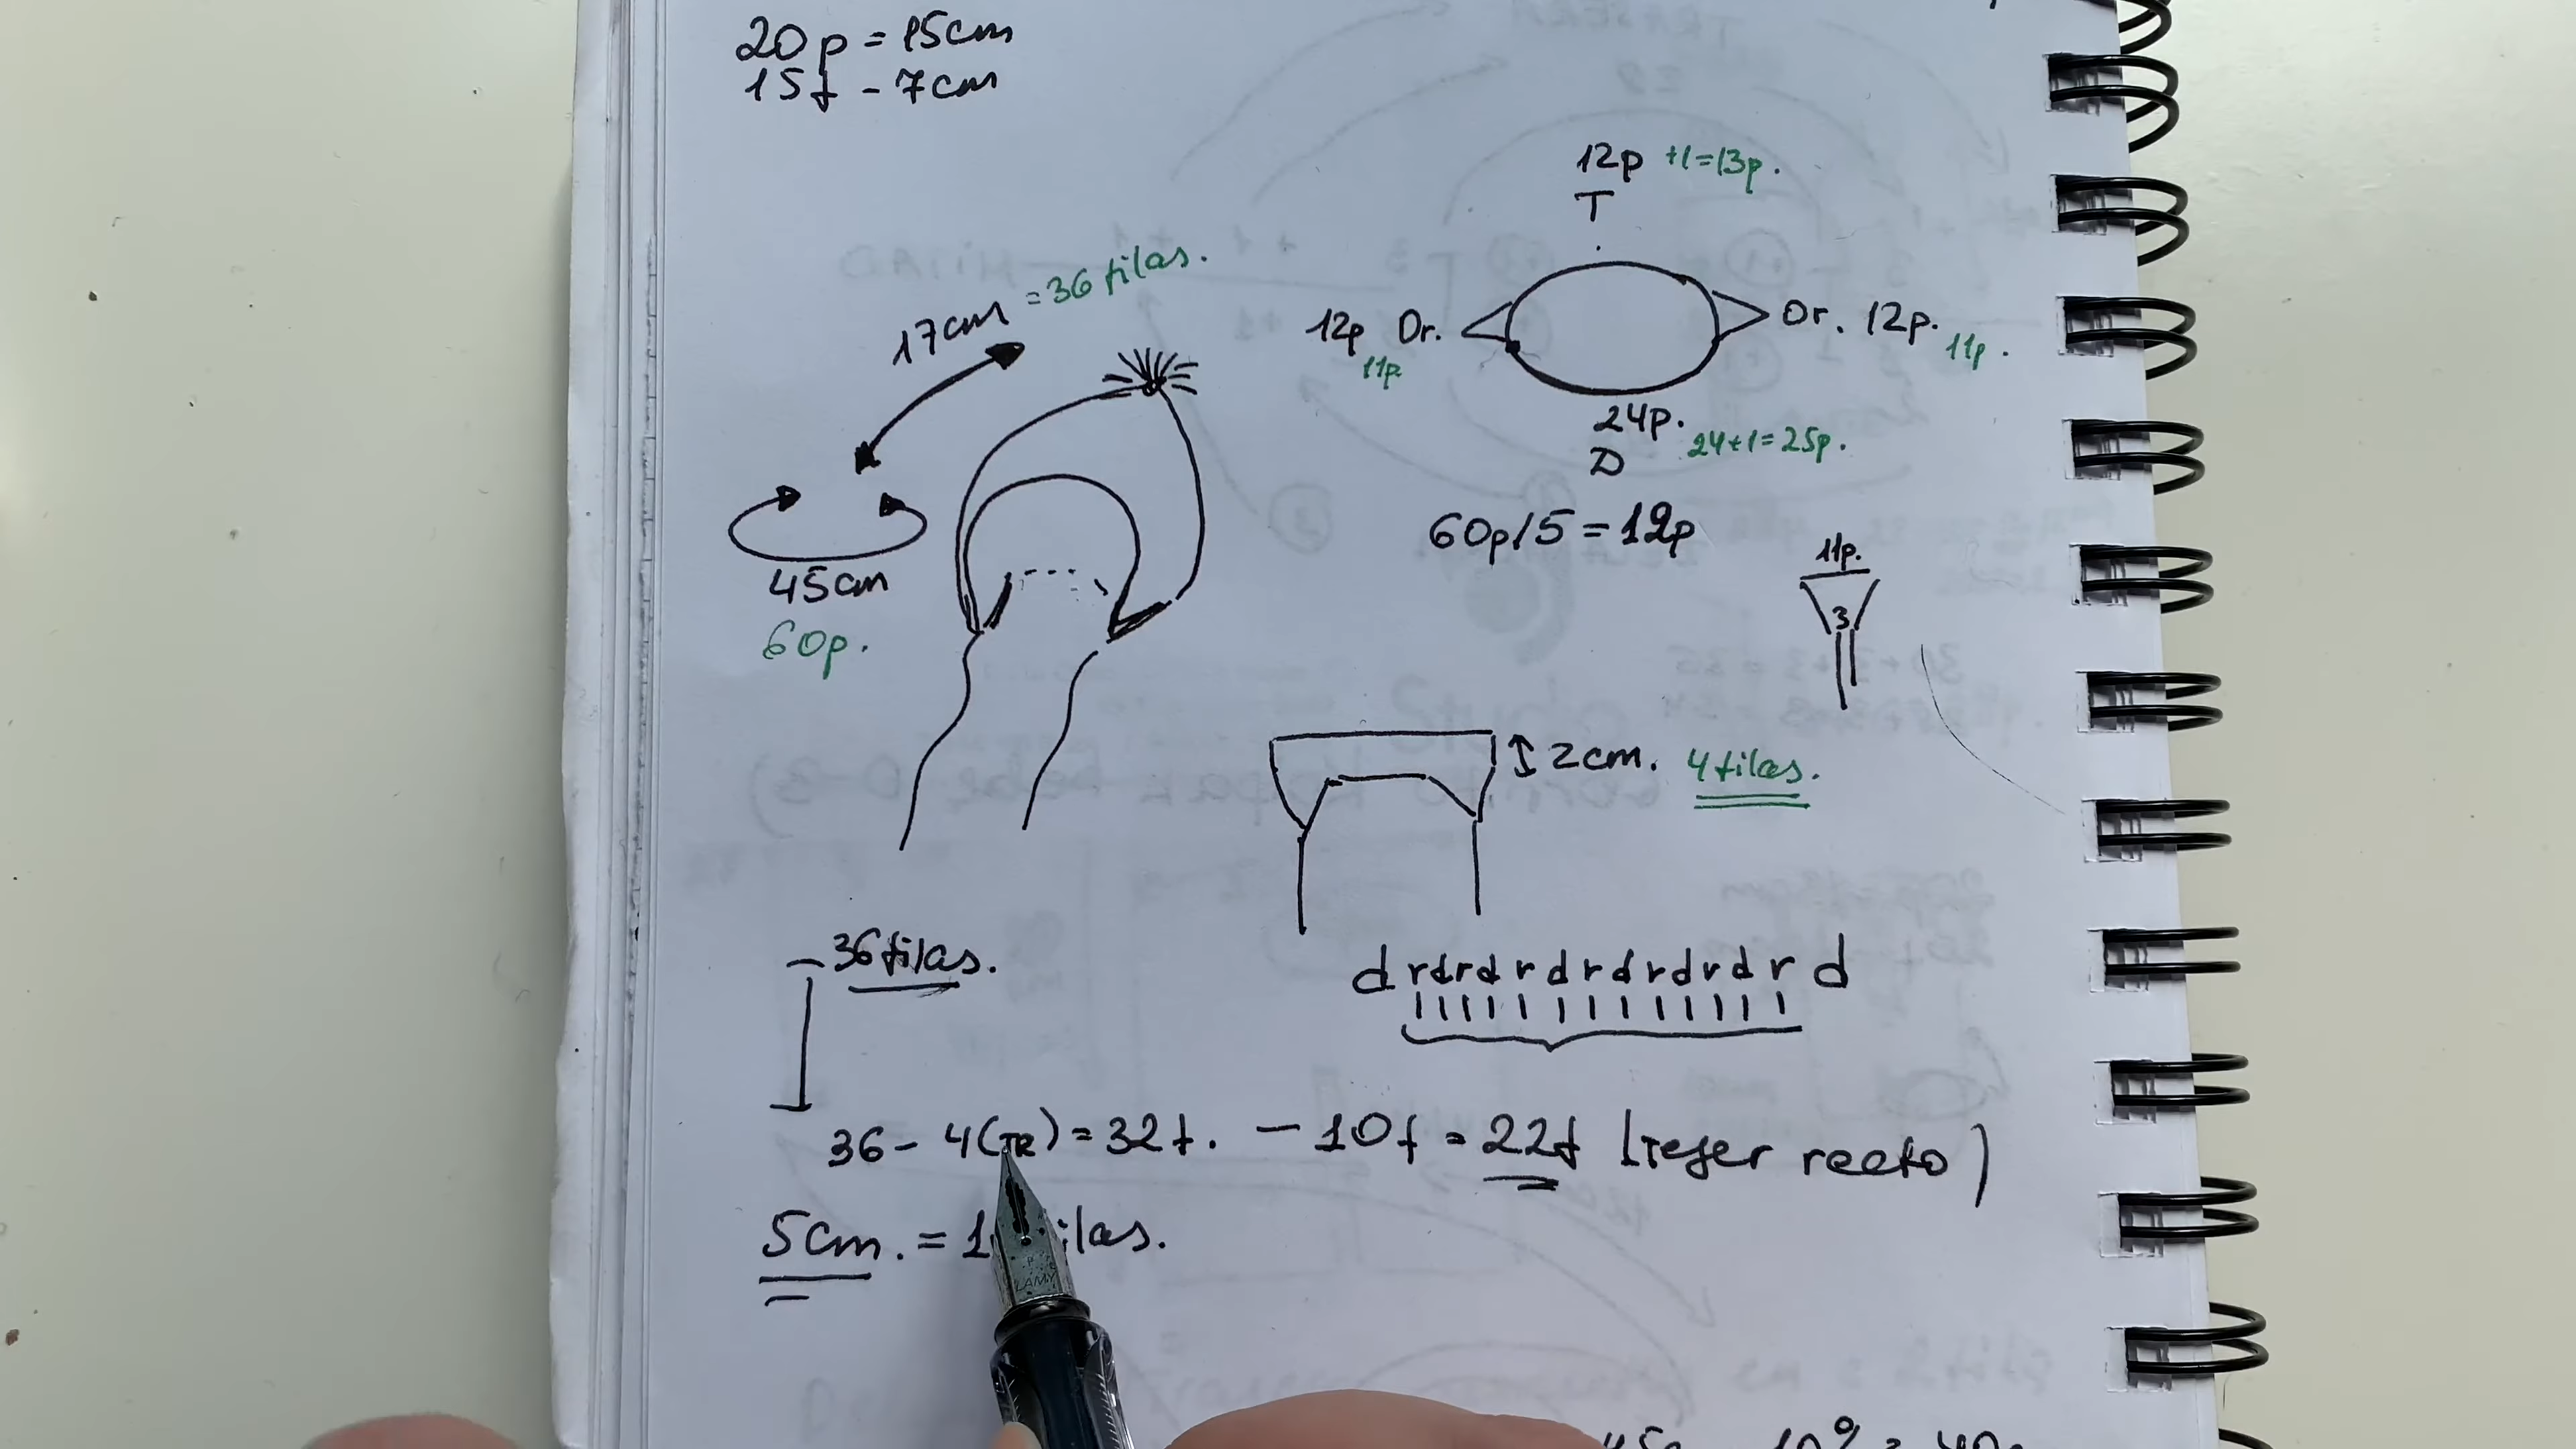 20p = 15cm
15f - 7cm
12p +1=13p.
T
17cm = 36 filas.
12p Or.
11p.
Or. 12p.
11p.
24p.
24+1=25p.
D
45cm
60p.
60p/5 = 12p
11p.
3
2cm. 4 filas.
36 filas.
d r d r d r d r d r d r d r d
36 - 4(TR) = 32f. - 10f = 22f (tejer recto)
5cm. =
LAMY